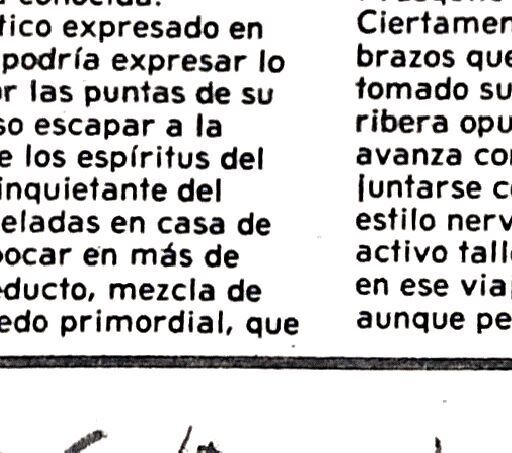 conocida.
tico expresado en
podría expresar lo
r las puntas de su
so escapar a la
e los espíritus del
inquietante del
eladas en casa de
ocar en más de
educto, mezcla de
edo primordial, que
Ciertamen
brazos que
tomado su
ribera opu
avanza co
juntarse c
estilo nerv
activo tall
en ese via
aunque pe